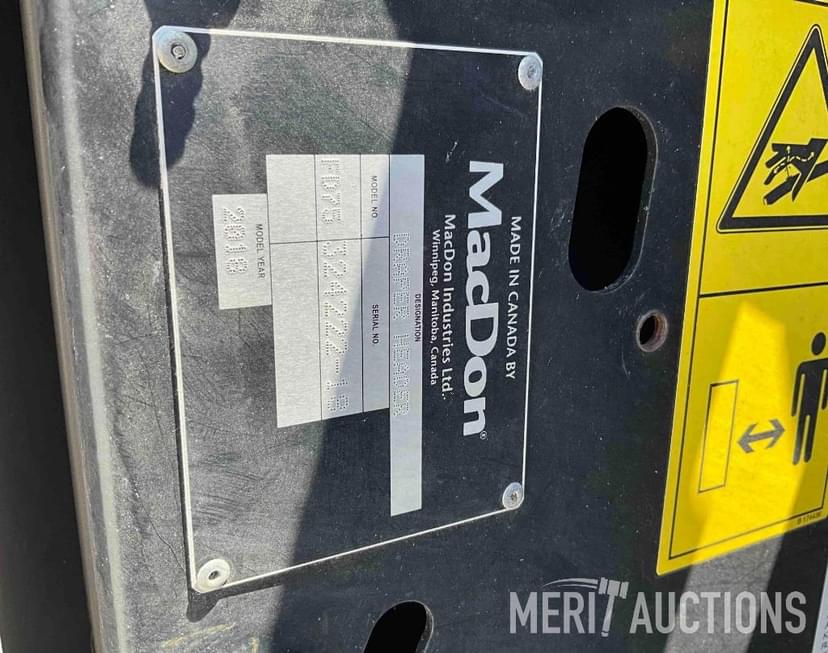 MADE IN CANADA BY
MacDon®
MacDon Industries Ltd.
Winnipeg, Manitoba, Canada
DESIGNATION
DRAPER HEADER
MODEL NO.
SERIAL NO.
FD75
324222 18
MODEL YEAR
2018
MERIT AUCTIONS